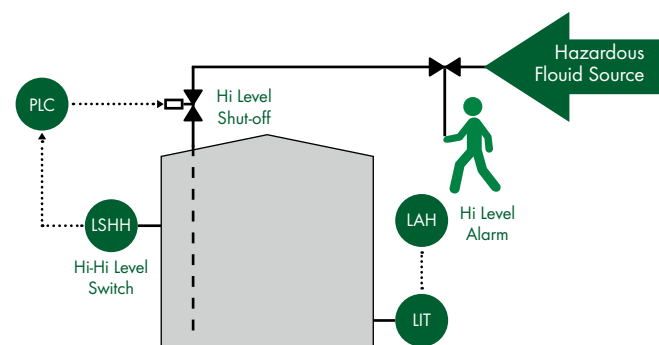 Hazardous
Flouid Source
PLC
Hi Level
Shut-off
LSHH
Hi-Hi Level
Switch
LAH
Hi Level
Alarm
LIT